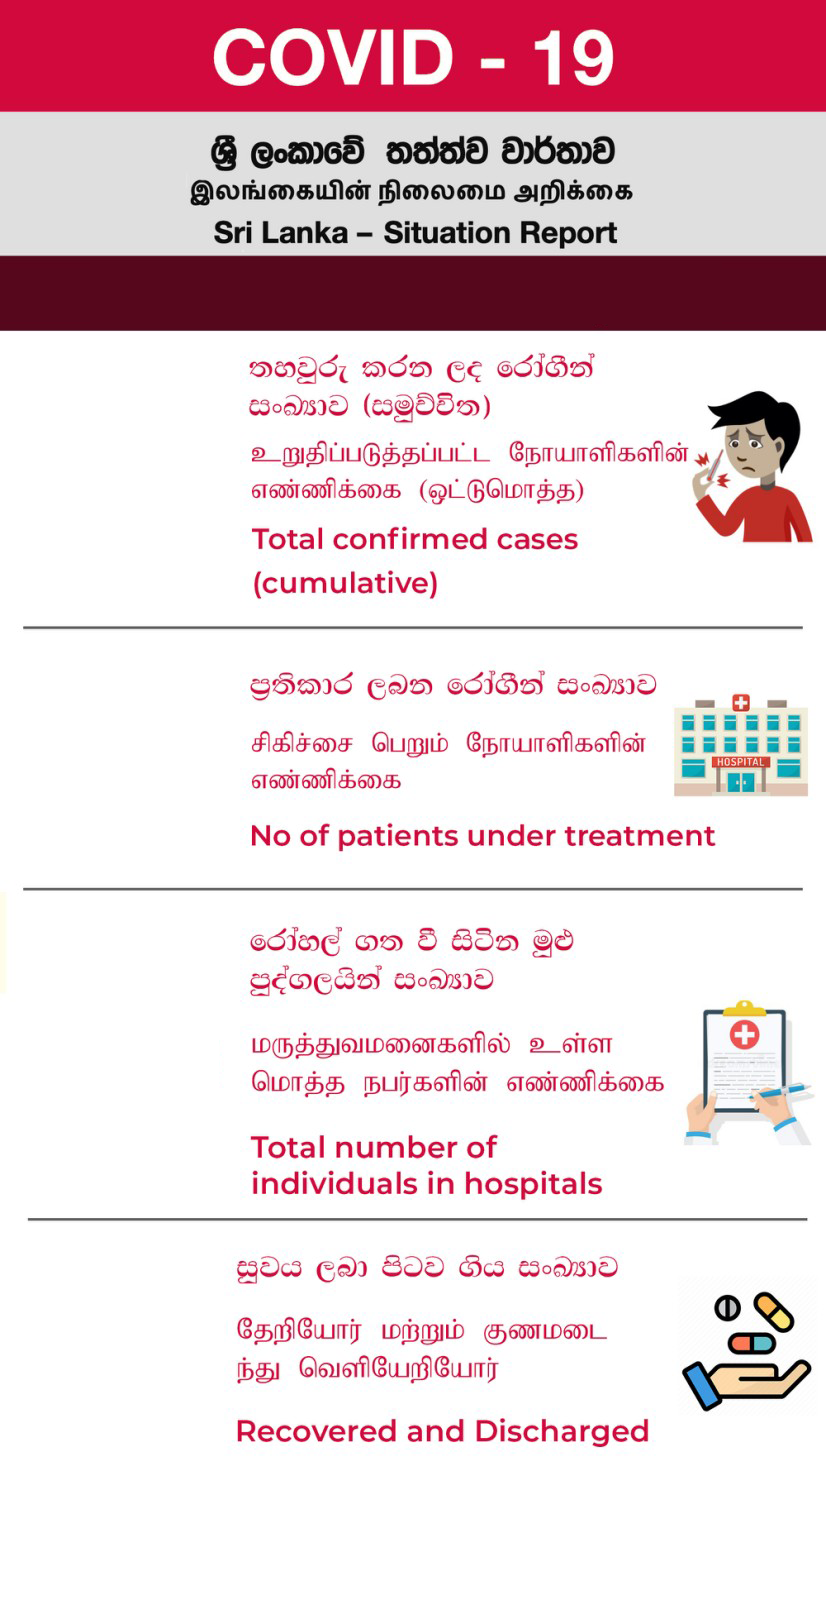 COVID - 19
ශ්‍රී ලංකාවේ තත්ත්ව වාර්තාව
இலங்கையின் நிலைமை அறிக்கை
Sri Lanka – Situation Report
තහවුරු කරන ලද රෝගීන්
සංඛ්‍යාව (සමුච්චිත)
உறுதிப்படுத்தப்பட்ட நோயாளிகளின்
எண்ணிக்கை (ஒட்டுமொத்த)
Total confirmed cases
(cumulative)
ප්‍රතිකාර ලබන රෝගීන් සංඛ්‍යාව
சிகிச்சை பெறும் நோயாளிகளின்
எண்ணிக்கை
HOSPITAL
No of patients under treatment
රෝහල් ගත වී සිටින මුළු
පුද්ගලයින් සංඛ්‍යාව
மருத்துவமனைகளில் உள்ள
மொத்த நபர்களின் எண்ணிக்கை
Total number of
individuals in hospitals
සුවය ලබා පිටව ගිය සංඛ්‍යාව
தேறியோர் மற்றும் குணமடை
ந்து வெளியேறியோர்
Recovered and Discharged